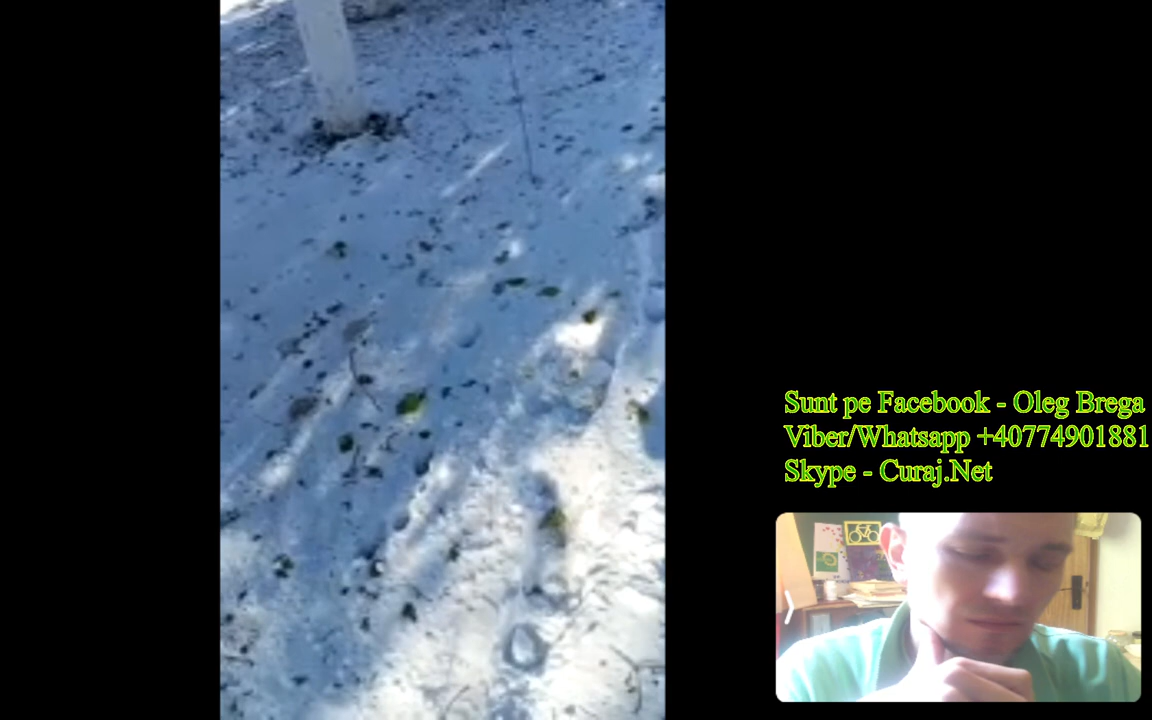 Sunt pe Facebook - Oleg Brega
Viber/Whatsapp +40774901881
Skype - Curaj.Net